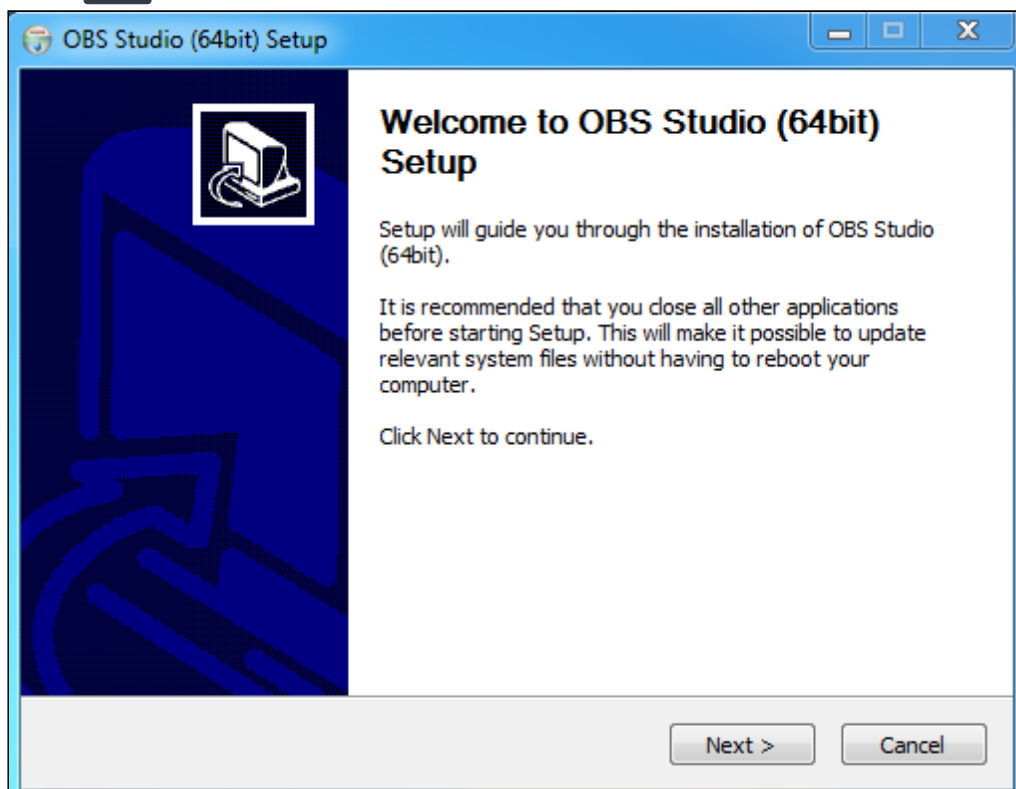 OBS Studio (64bit) Setup
Welcome to OBS Studio (64bit)
Setup
Setup will guide you through the installation of OBS Studio
(64bit).
It is recommended that you close all other applications
before starting Setup. This will make it possible to update
relevant system files without having to reboot your
computer.
Click Next to continue.
Next >
Cancel